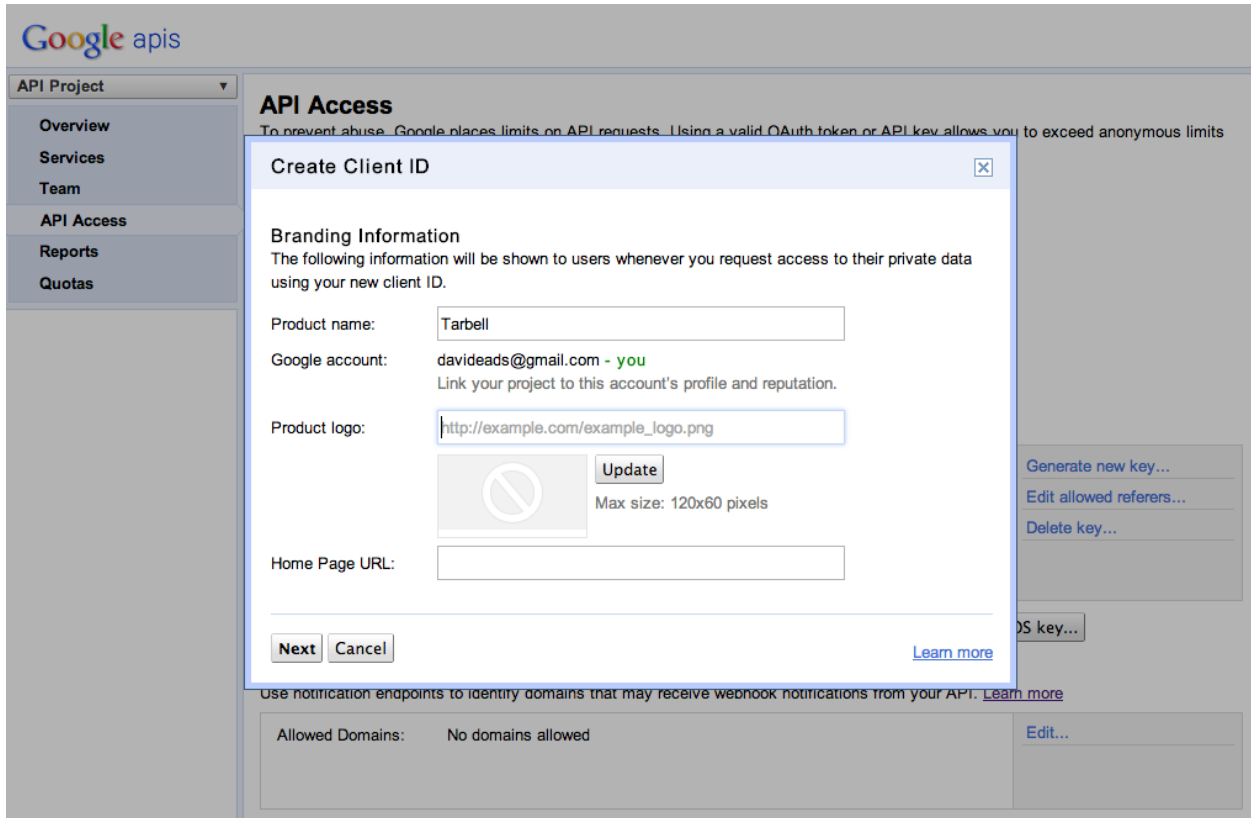 Google apis
API Project
Overview
Services
Team
API Access
Reports
Quotas
API Access
To prevent abuse, Google places limits on API requests. Using a valid OAuth token or API key allows you to exceed anonymous limits
Create Client ID
Branding Information
The following information will be shown to users whenever you request access to their private data
using your new client ID.
Product name: Tarbell
Google account: davideads@gmail.com - you
Link your project to this account's profile and reputation.
Product logo: http://example.com/example_logo.png
Update
Max size: 120x60 pixels
Home Page URL:
Next Cancel
Learn more
Generate new key...
Edit allowed referers...
Delete key...
OS key...
Use notification endpoints to identify domains that may receive webhook notifications from your API. Learn more
Allowed Domains: No domains allowed
Edit...